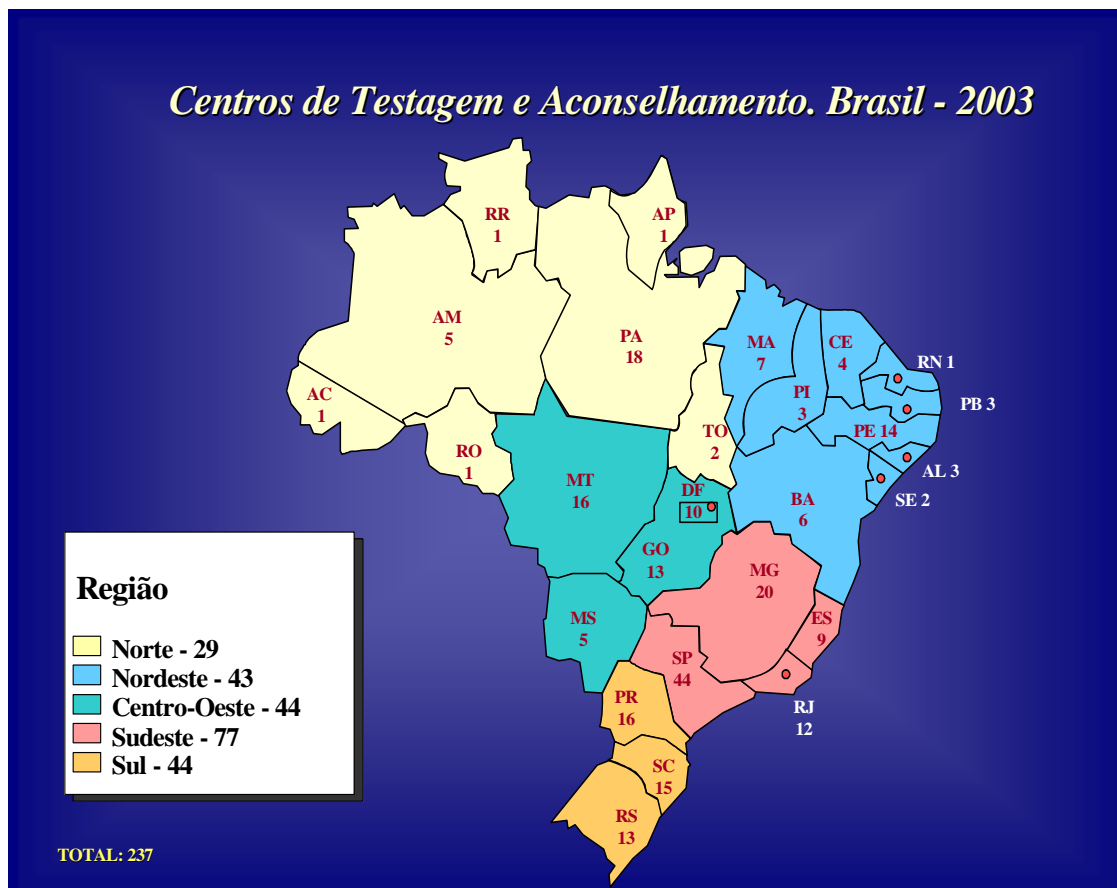 Centros de Testagem e Aconselhamento. Brasil - 2003
RR
1
AP
1
AM
5
PA
18
MA
7
CE
4
RN 1
AC
1
PI
3
PB 3
RO
1
TO
2
PE 14
AL 3
SE 2
MT
16
DF
10
BA
6
GO
13
MG
20
MS
5
ES
9
SP
44
RJ
12
PR
16
SC
15
RS
13
Região
Norte - 29
Nordeste - 43
Centro-Oeste - 44
Sudeste - 77
Sul - 44
TOTAL: 237